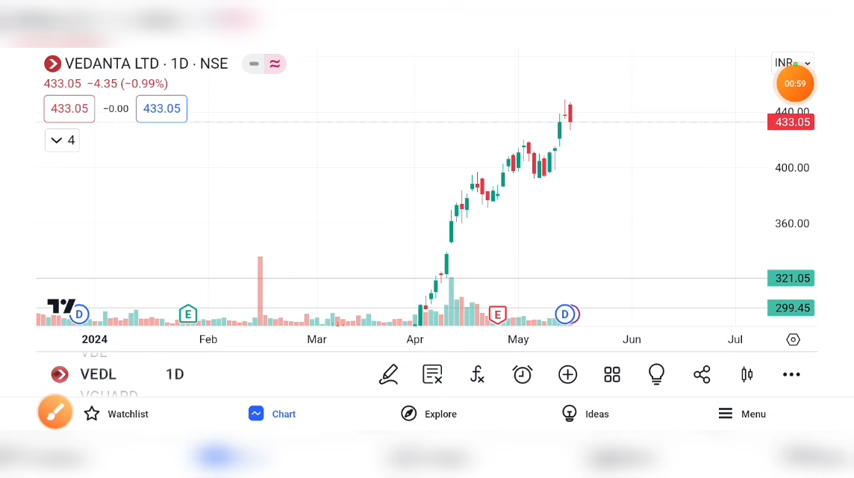 VEDANTA LTD · 1D · NSE
INR
00:59
433.05 −4.35 (−0.99%)
433.05 −0.00 433.05
440.00
433.05
4
400.00
360.00
321.05
299.45
D E E D
2024 Feb Mar Apr May Jun Jul
VEDL 1D
VGUARD
Watchlist Chart Explore Ideas Menu